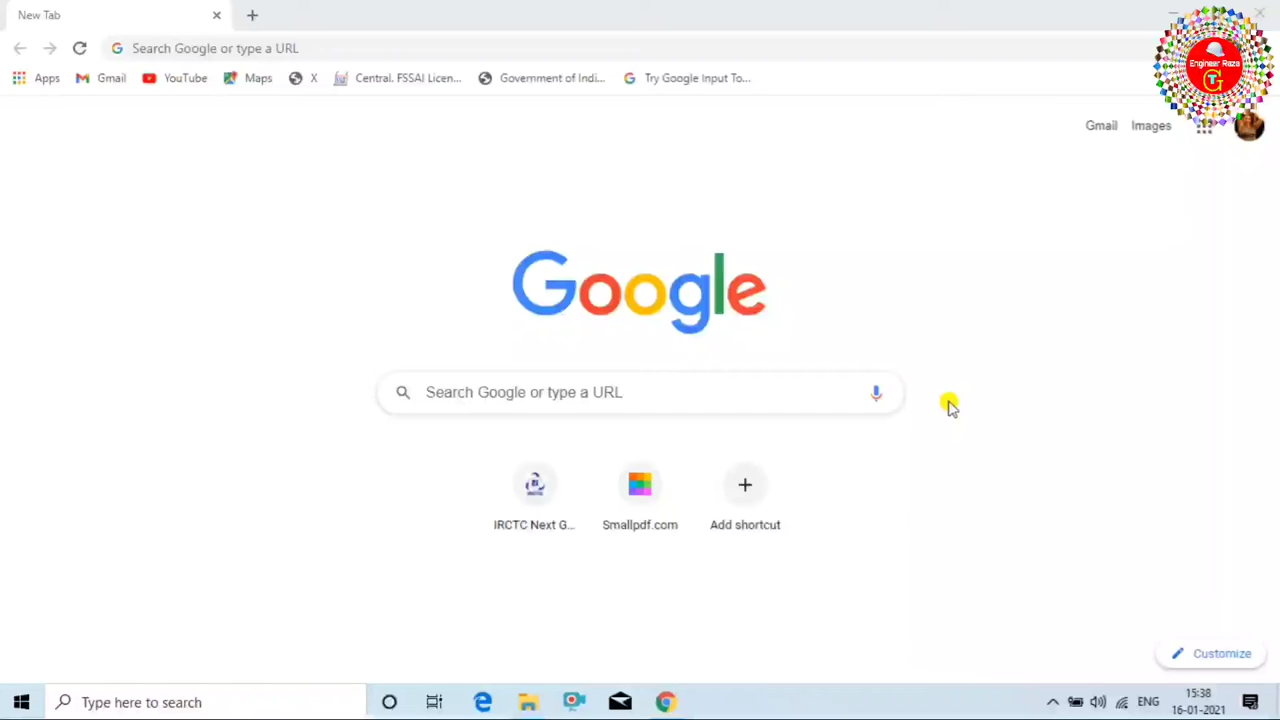 New Tab
Search Google or type a URL
Apps Gmail YouTube Maps X Central. FSSAI Licen... Government of Indi... Try Google Input To...
Engineer Raza
TG
Gmail Images
Google
Search Google or type a URL
IRCTC Next G... Smallpdf.com Add shortcut
Customize
Type here to search
ENG
15:38
16-01-2021